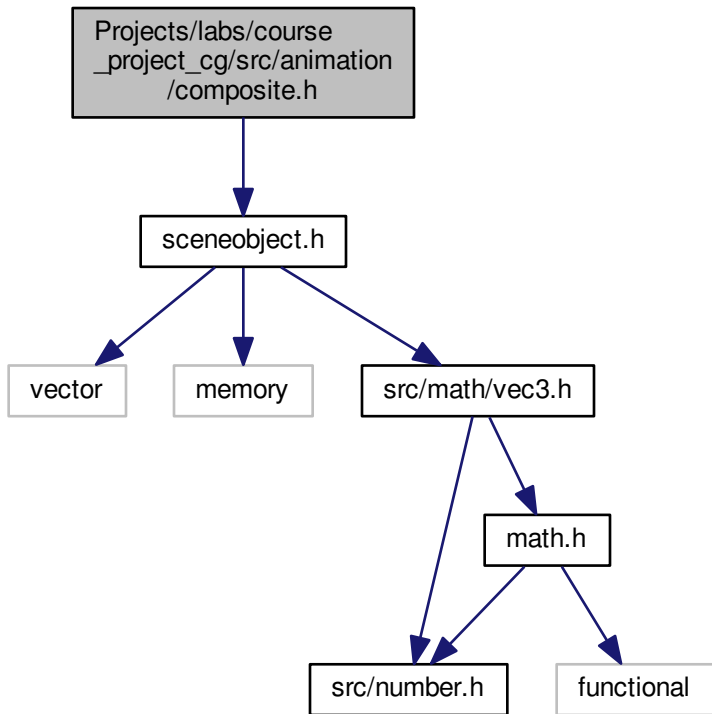 Projects/labs/course
_project_cg/src/animation
/composite.h
sceneobject.h
vector
memory
src/math/vec3.h
math.h
src/number.h
functional